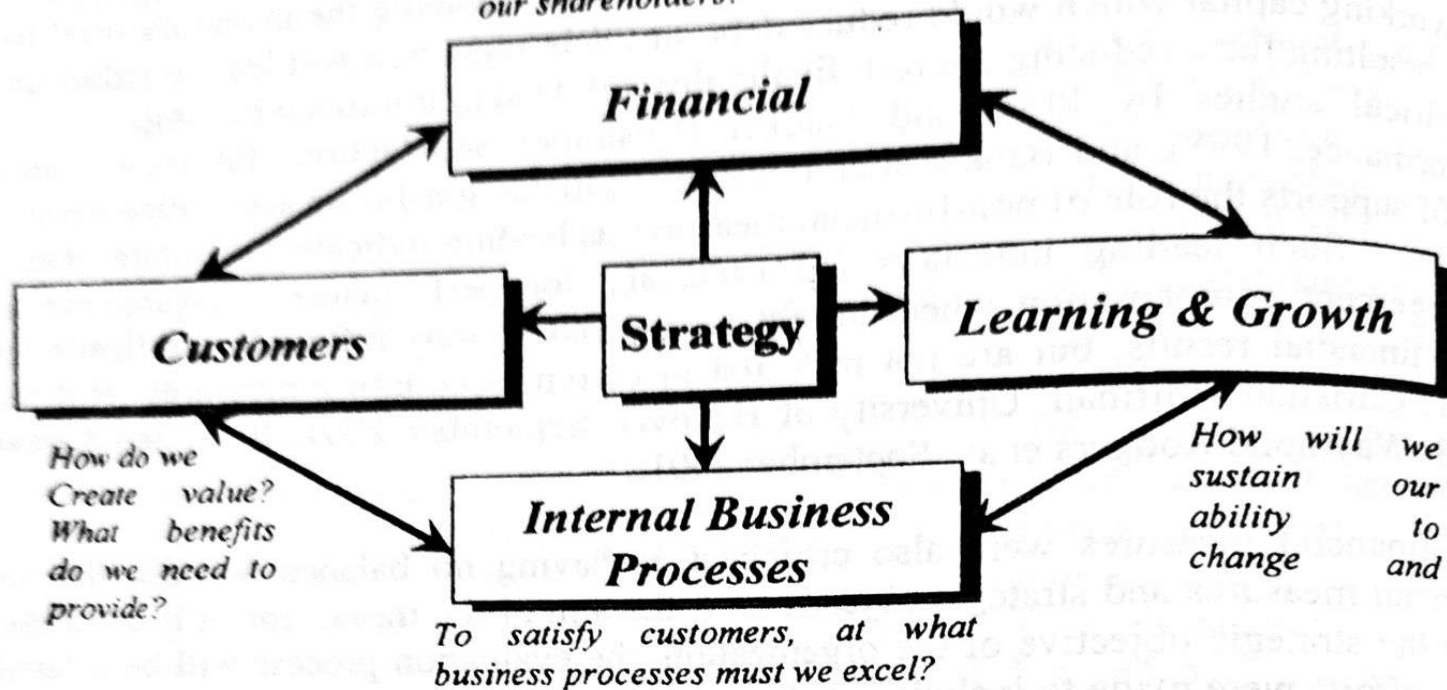 our shareholders.
Financial
Customers
Strategy
Learning & Growth
How do we
Create value?
What benefits
do we need to
provide?
Internal Business
Processes
How will we
sustain our
ability to
change and
To satisfy customers, at what
business processes must we excel?